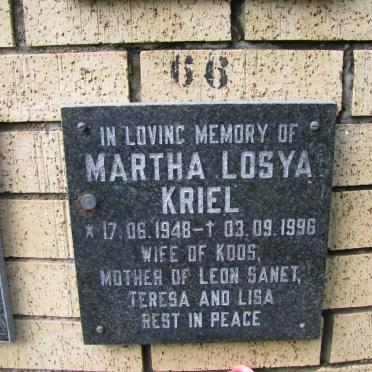 66
IN LOVING MEMORY OF
MARTHA LOSYA
KRIEL
* 17.06.1948 - † 03.09.1996
WIFE OF KOOS,
MOTHER OF LEON SANET,
TERESA AND LISA
REST IN PEACE